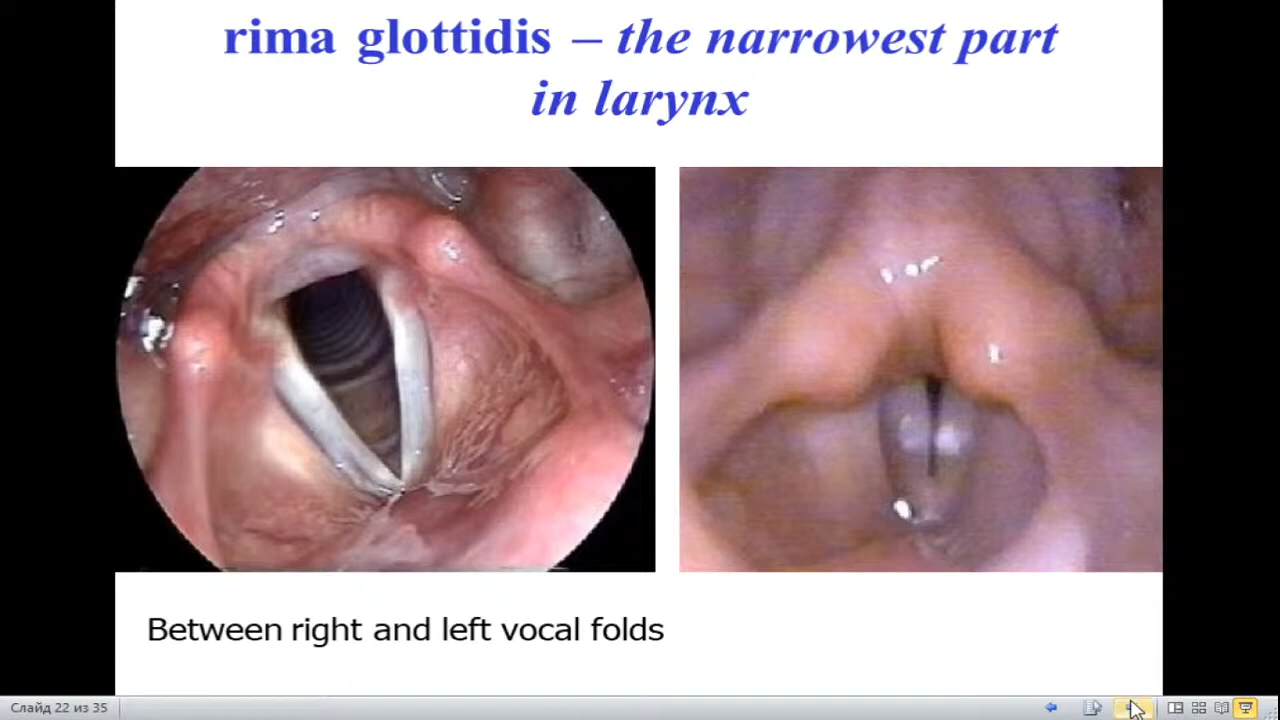 rima glottidis – the narrowest part
in larynx
Between right and left vocal folds
Слайд 22 из 35